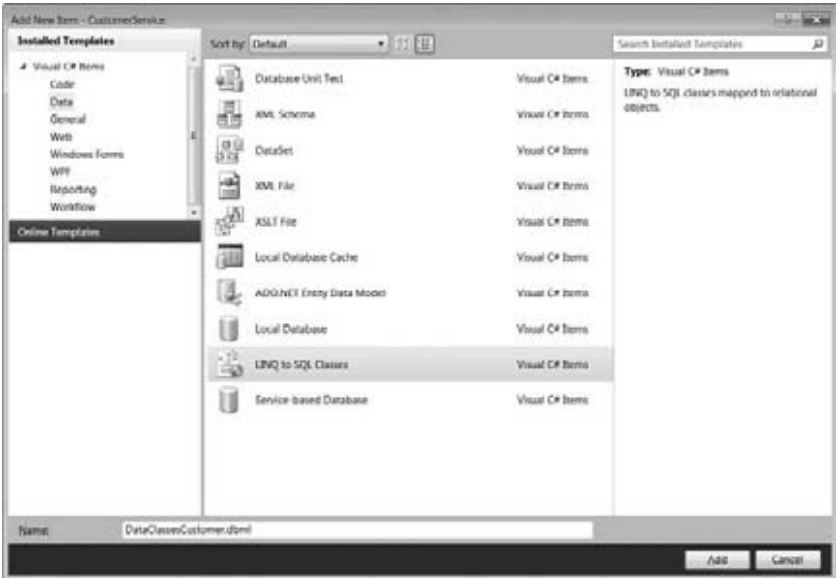 Add New Item - CustomerService
Installed Templates
Visual C# Items
Code
Data
General
Web
Windows Forms
WPF
Reporting
Workflow
Online Templates
Sort by: Default
Database Unit Test Visual C# Items
XML Schema Visual C# Items
DataSet Visual C# Items
XML File Visual C# Items
XSLT File Visual C# Items
Local Database Cache Visual C# Items
ADO.NET Entity Data Model Visual C# Items
Local Database Visual C# Items
LINQ to SQL Classes Visual C# Items
Service-based Database Visual C# Items
Search Installed Templates
Type: Visual C# Items
LINQ to SQL classes mapped to relational
objects.
Name: DataClassesCustomer.dbml
Add Cancel